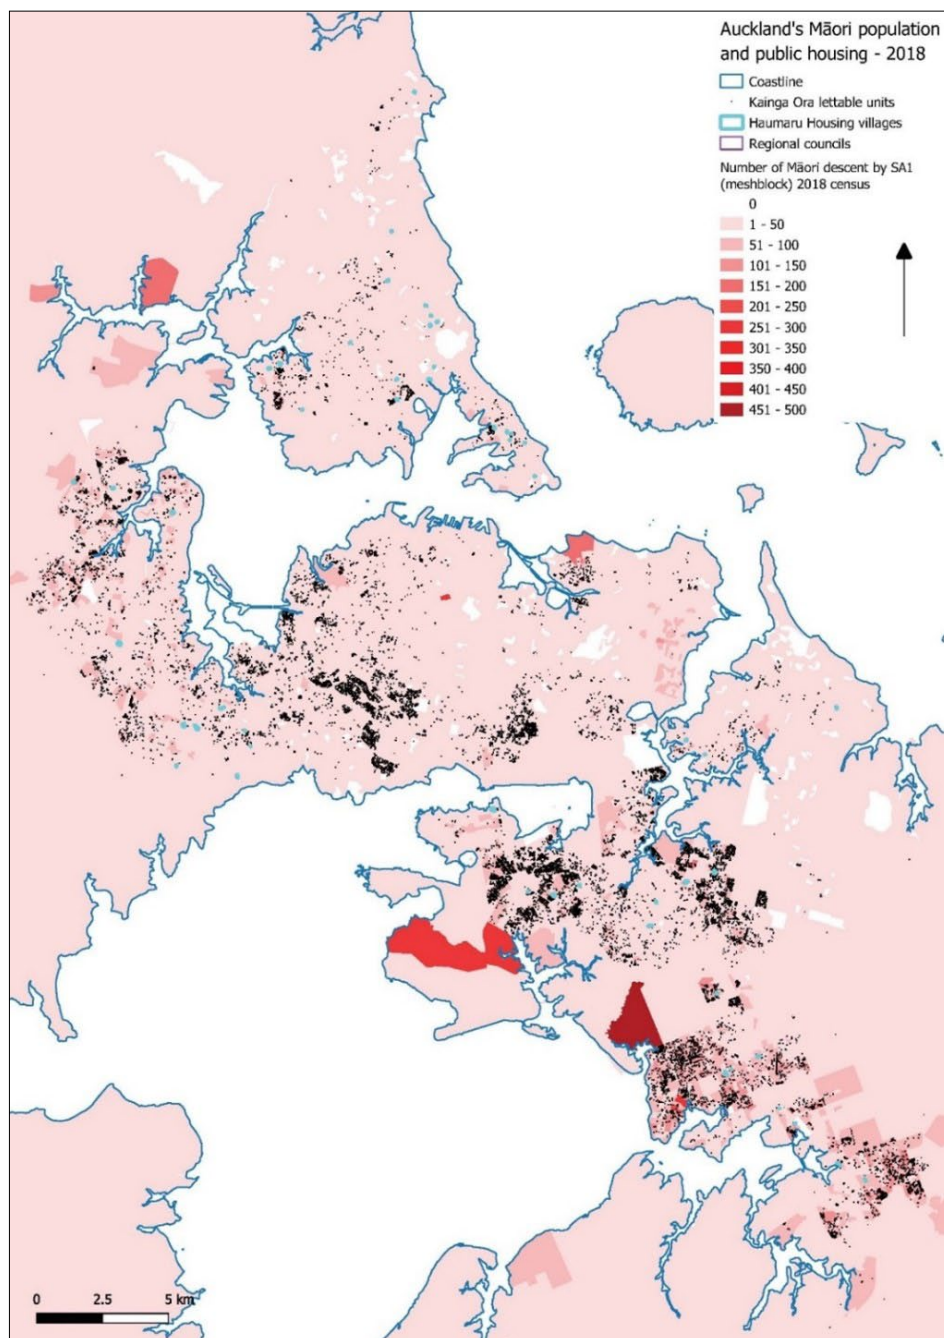 Auckland's Māori population
and public housing - 2018
Coastline
Kainga Ora lettable units
Haumaru Housing villages
Regional councils
Number of Māori descent by SA1
(meshblock) 2018 census
0
1 - 50
51 - 100
101 - 150
151 - 200
201 - 250
251 - 300
301 - 350
350 - 400
401 - 450
451 - 500
0 2.5 5 km